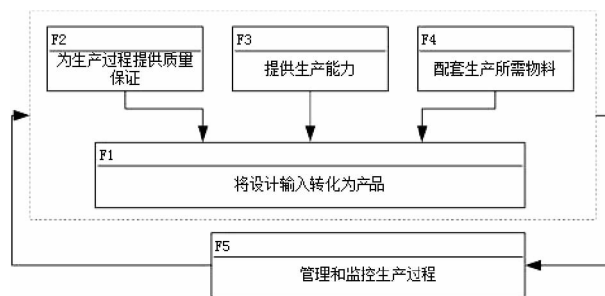 F2
为生产过程提供质量
保证
F3
提供生产能力
F4
配套生产所需物料
F1
将设计输入转化为产品
F5
管理和监控生产过程